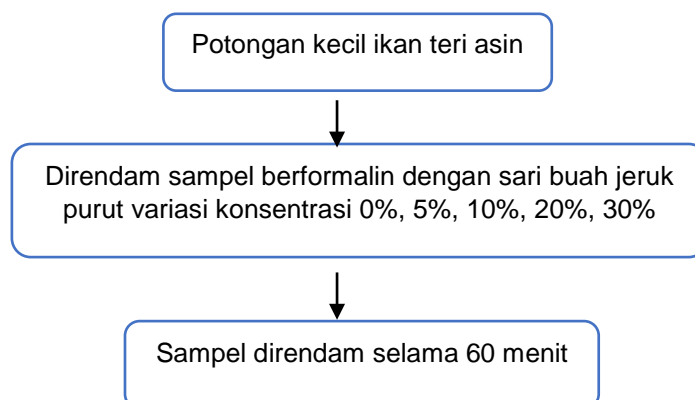 Potongan kecil ikan teri asin
Direndam sampel berformalin dengan sari buah jeruk
purut variasi konsentrasi 0%, 5%, 10%, 20%, 30%
Sampel direndam selama 60 menit